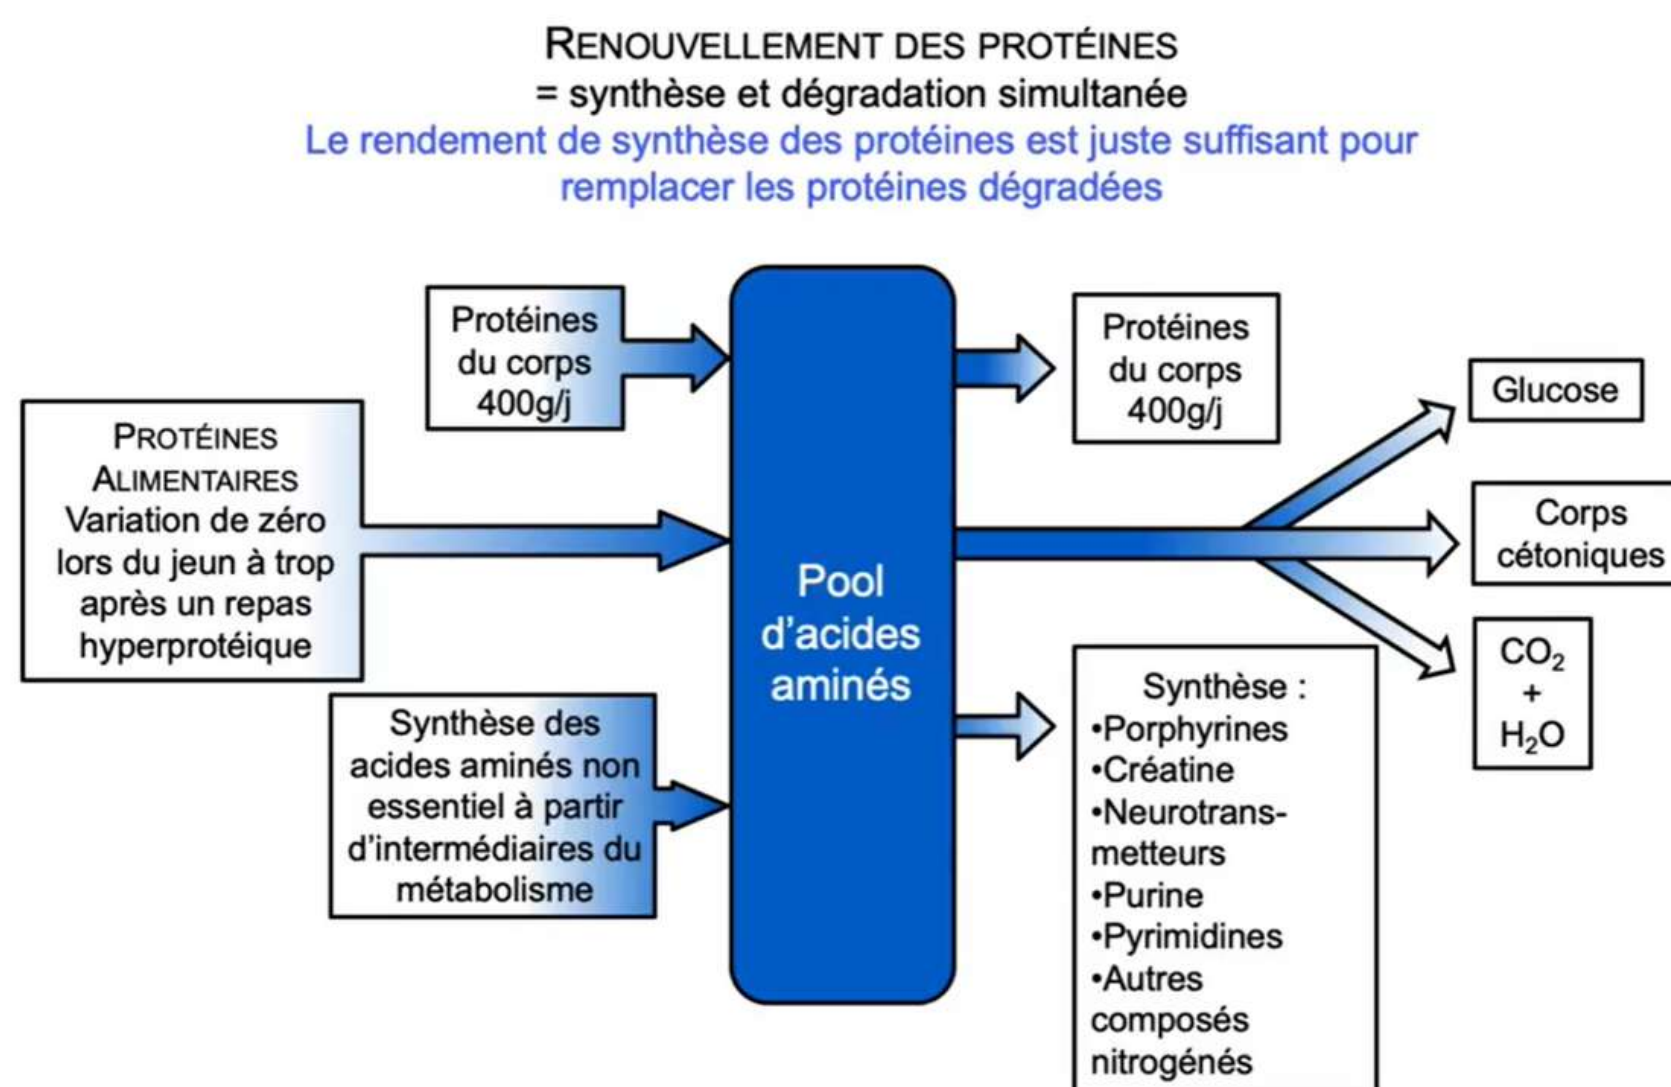 RENOUVELLEMENT DES PROTÉINES
= synthèse et dégradation simultanée
Le rendement de synthèse des protéines est juste suffisant pour
remplacer les protéines dégradées
Protéines
du corps
400g/j
PROTÉINES
ALIMENTAIRES
Variation de zéro
lors du jeun à trop
après un repas
hyperprotéique
Synthèse des
acides aminés non
essentiel à partir
d'intermédiaires du
métabolisme
Pool
d'acides
aminés
Protéines
du corps
400g/j
Glucose
Corps
cétoniques
CO₂
+
H₂O
Synthèse :
•Porphyrines
•Créatine
•Neurotrans-
metteurs
•Purine
•Pyrimidines
•Autres
composés
nitrogénés